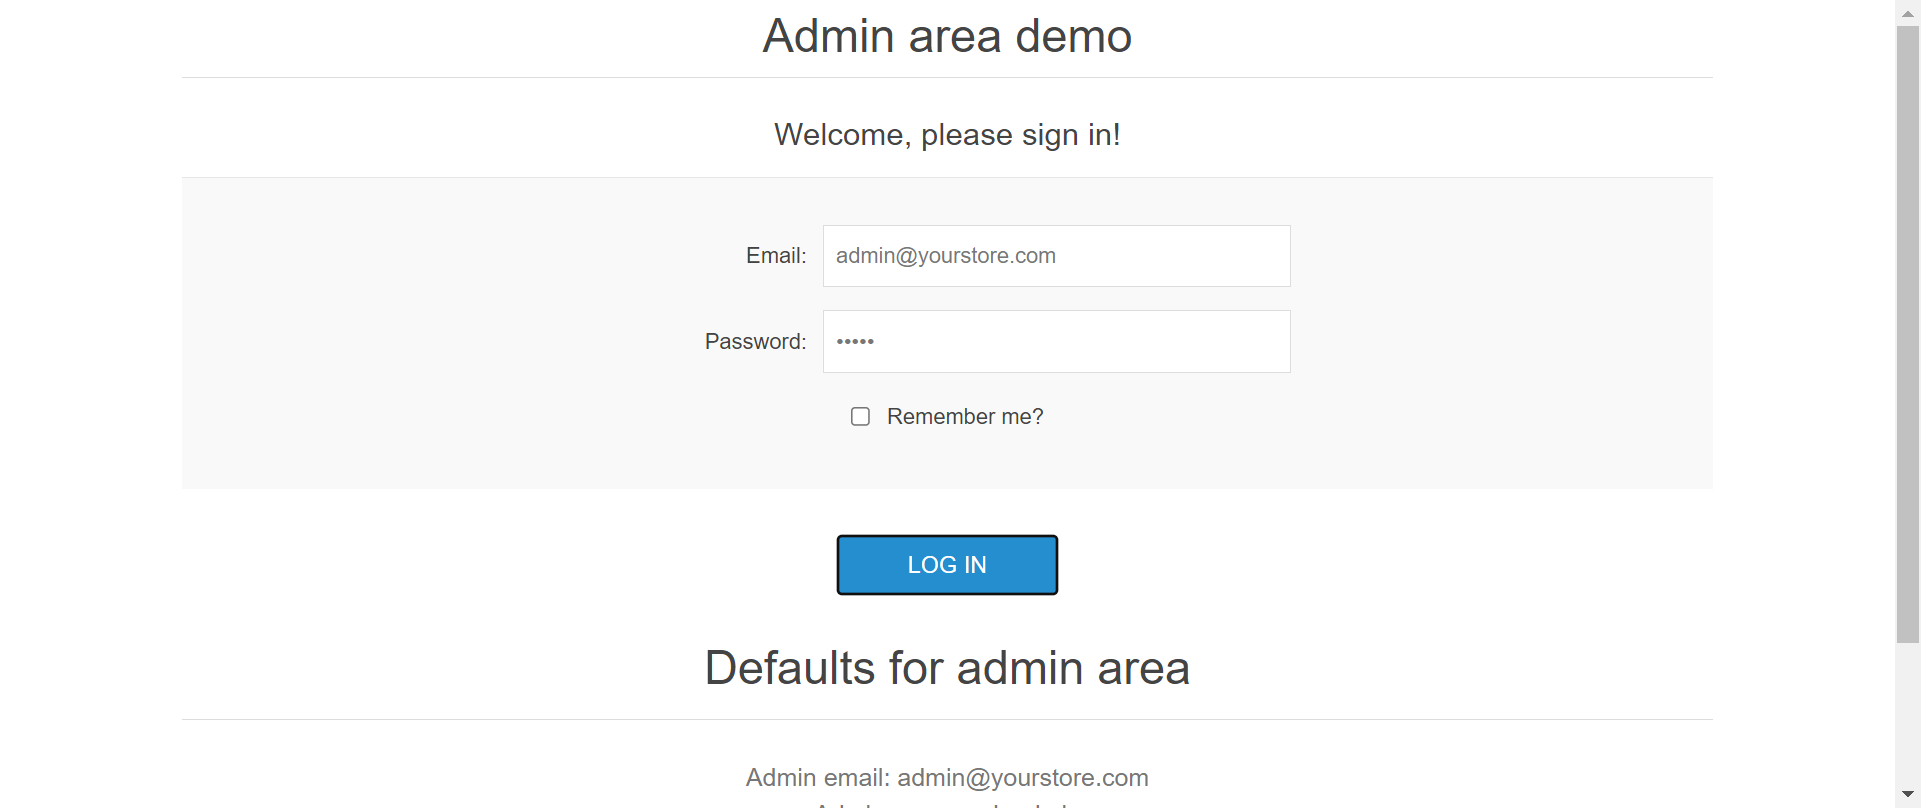 Admin area demo
Welcome, please sign in!
Email: admin@yourstore.com
Password: •••••
Remember me?
LOG IN
Defaults for admin area
Admin email: admin@yourstore.com